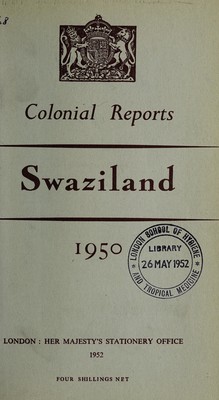 Colonial Reports
Swaziland
1950
LONDON SCHOOL OF HYGIENE
LIBRARY
26 MAY 1952
AND TROPICAL MEDICINE
LONDON : HER MAJESTY'S STATIONERY OFFICE
1952
FOUR SHILLINGS NET